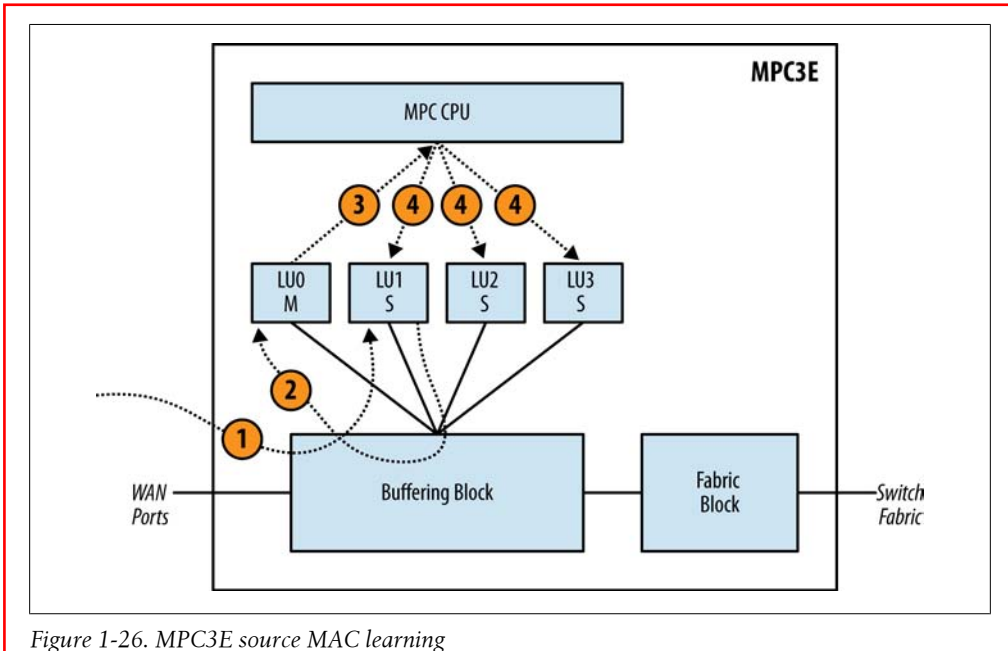 MPC3E
MPC CPU
3
4
4
4
LU0
M
LU1
S
LU2
S
LU3
S
2
1
WAN
Ports
Buffering Block
Fabric
Block
Switch
Fabric
Figure 1-26. MPC3E source MAC learning